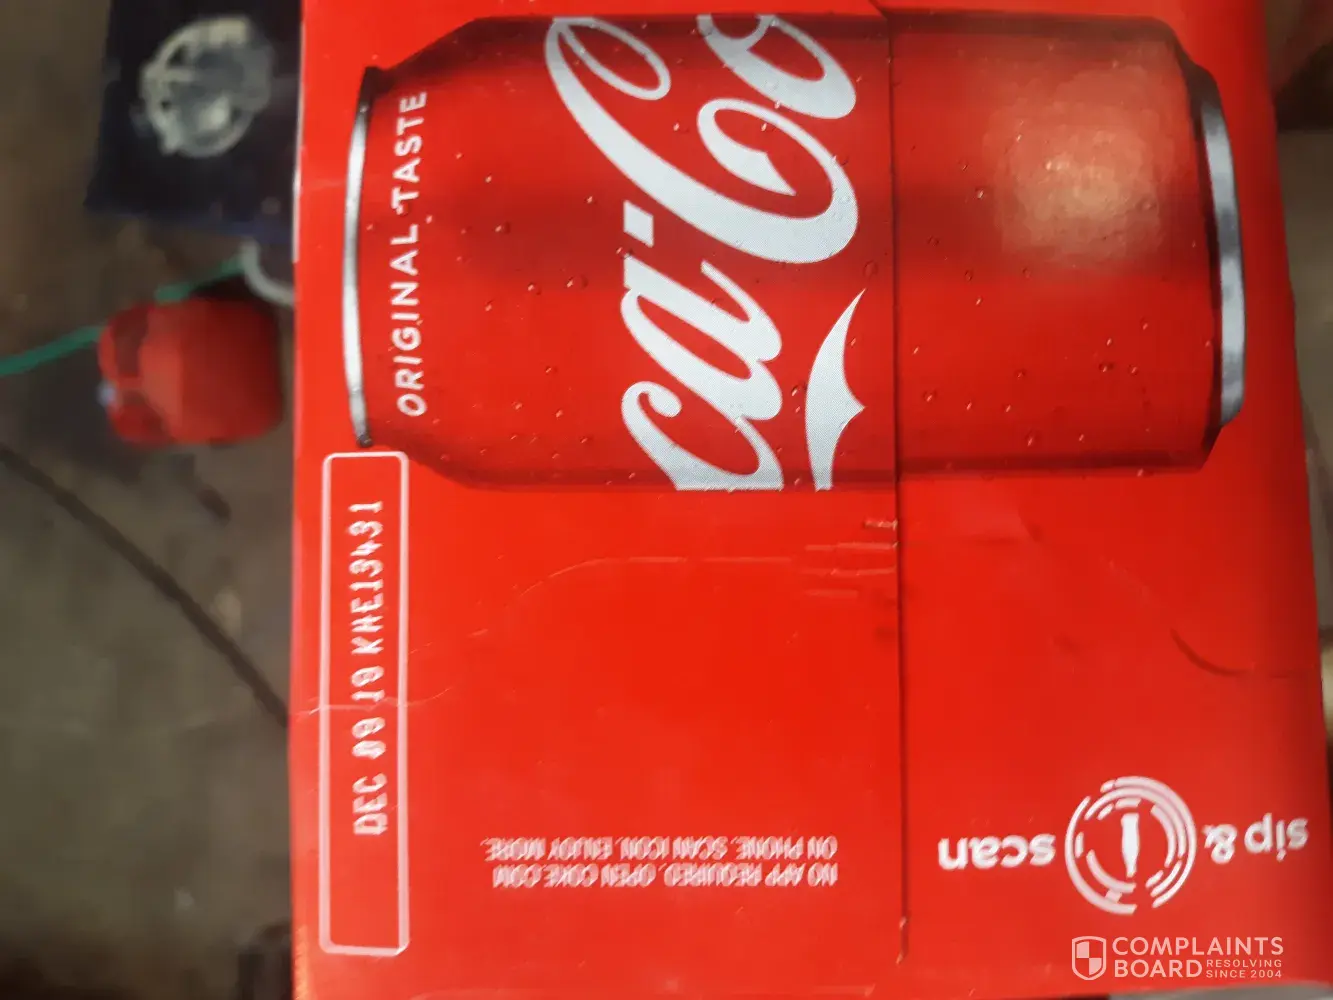 ORIGINAL TASTE
Coca Co
DEC 09 19 KHE13431
NO APP REQUIRED. OPEN COKE.COM
ON PHONE. SCAN ICON. ENJOY MORE.
sip & scan
COMPLAINTS
BOARD RESOLVING
SINCE 2004